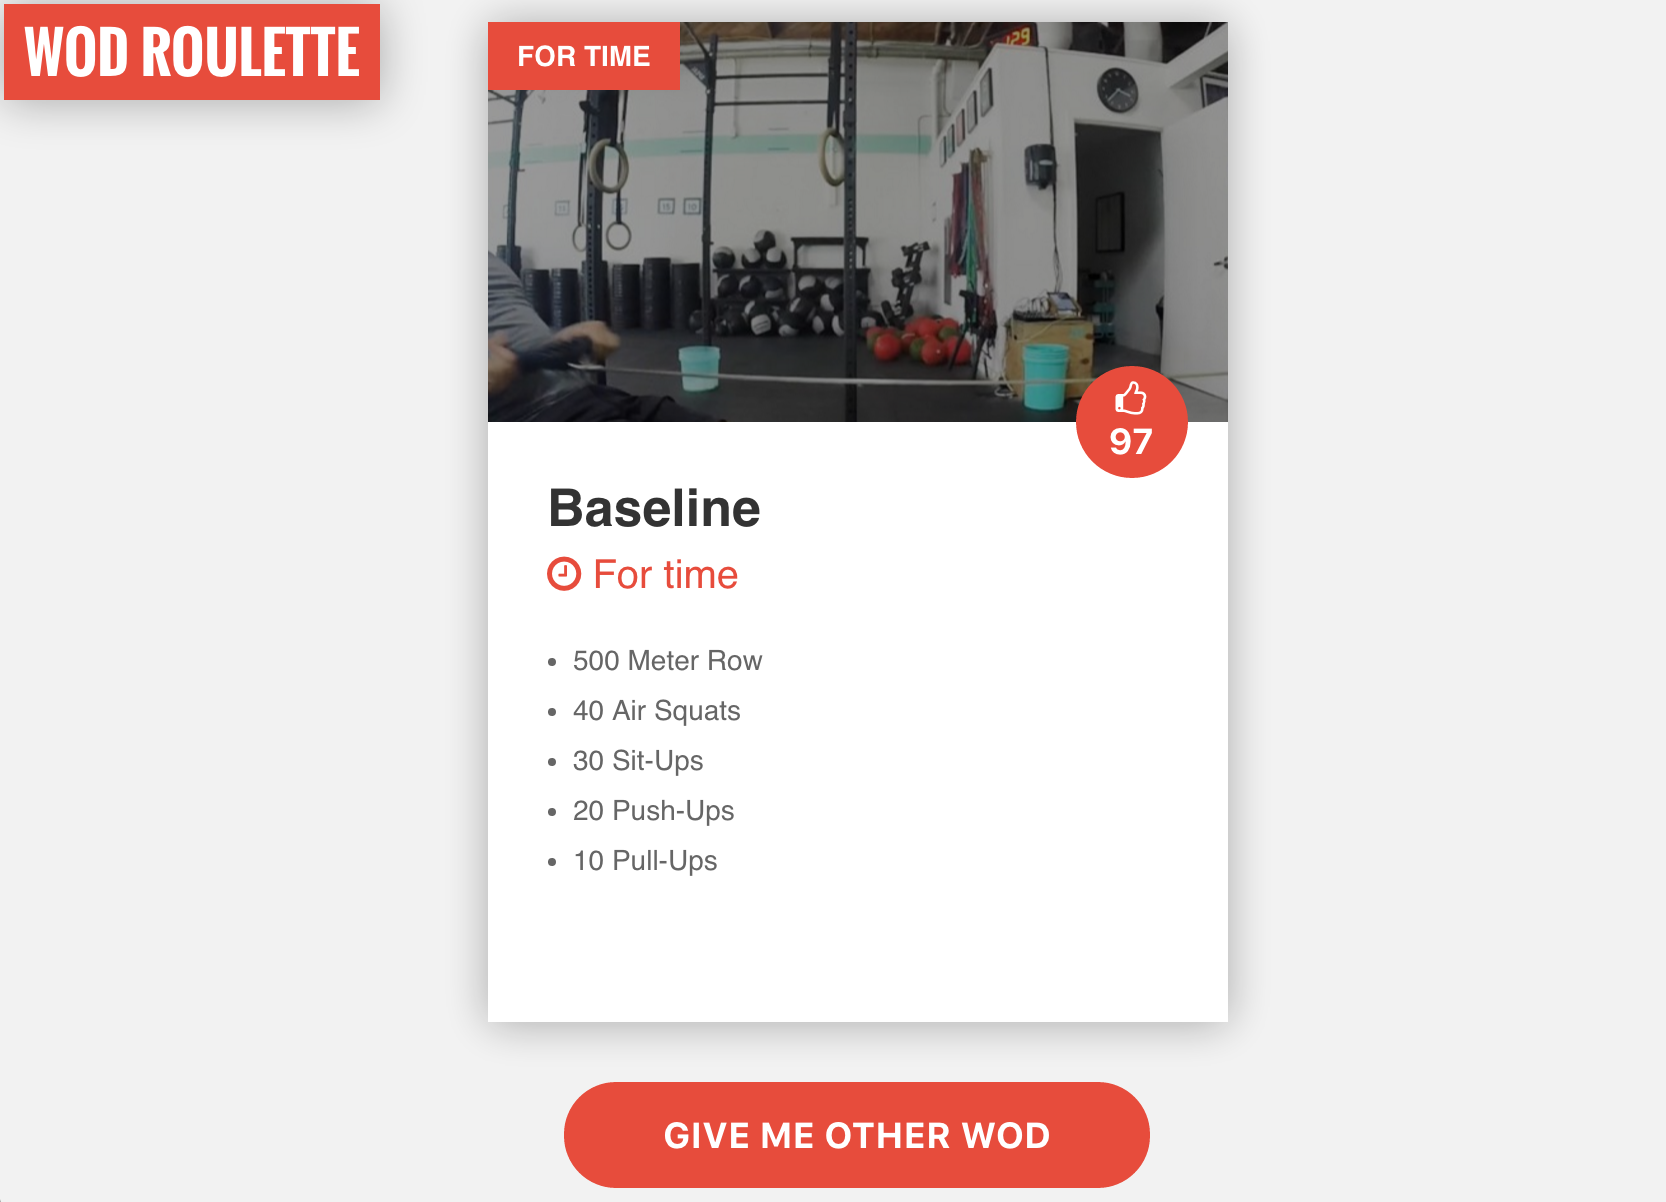 WOD ROULETTE
FOR TIME
97
Baseline
For time
500 Meter Row
40 Air Squats
30 Sit-Ups
20 Push-Ups
10 Pull-Ups
GIVE ME OTHER WOD